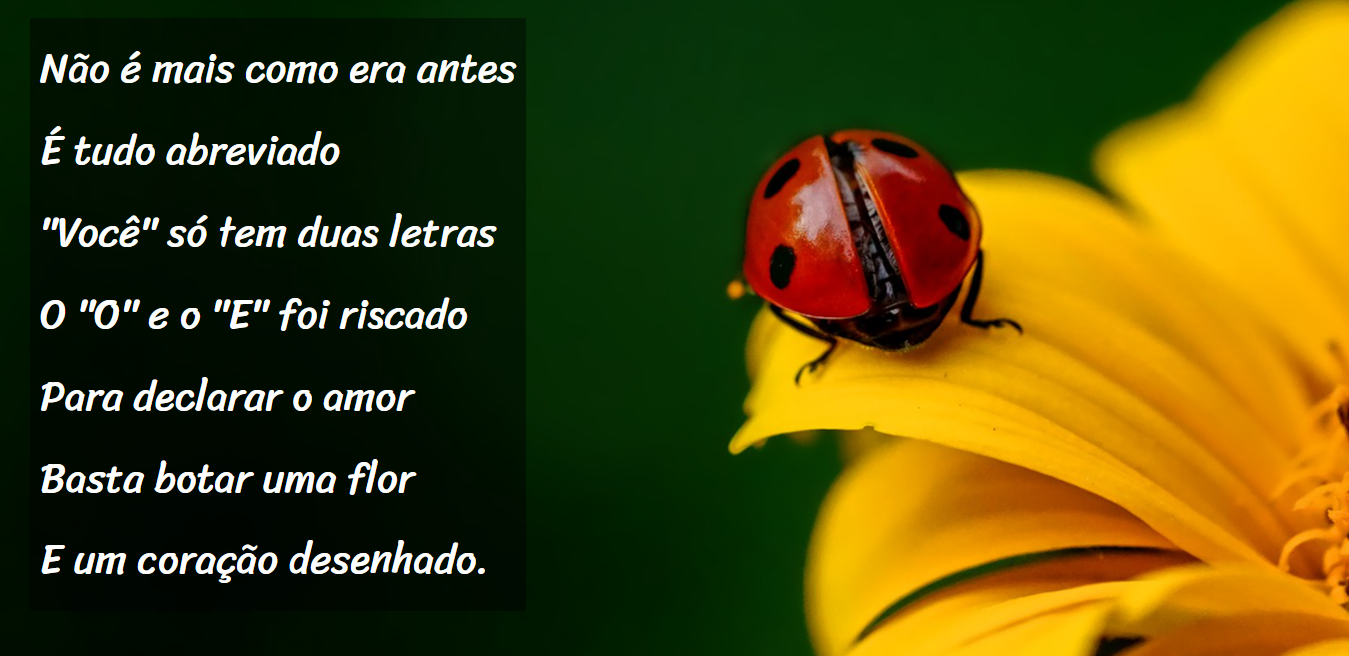 Não é mais como era antes
É tudo abreviado
"Você" só tem duas letras
O "O" e o "E" foi riscado
Para declarar o amor
Basta botar uma flor
E um coração desenhado.